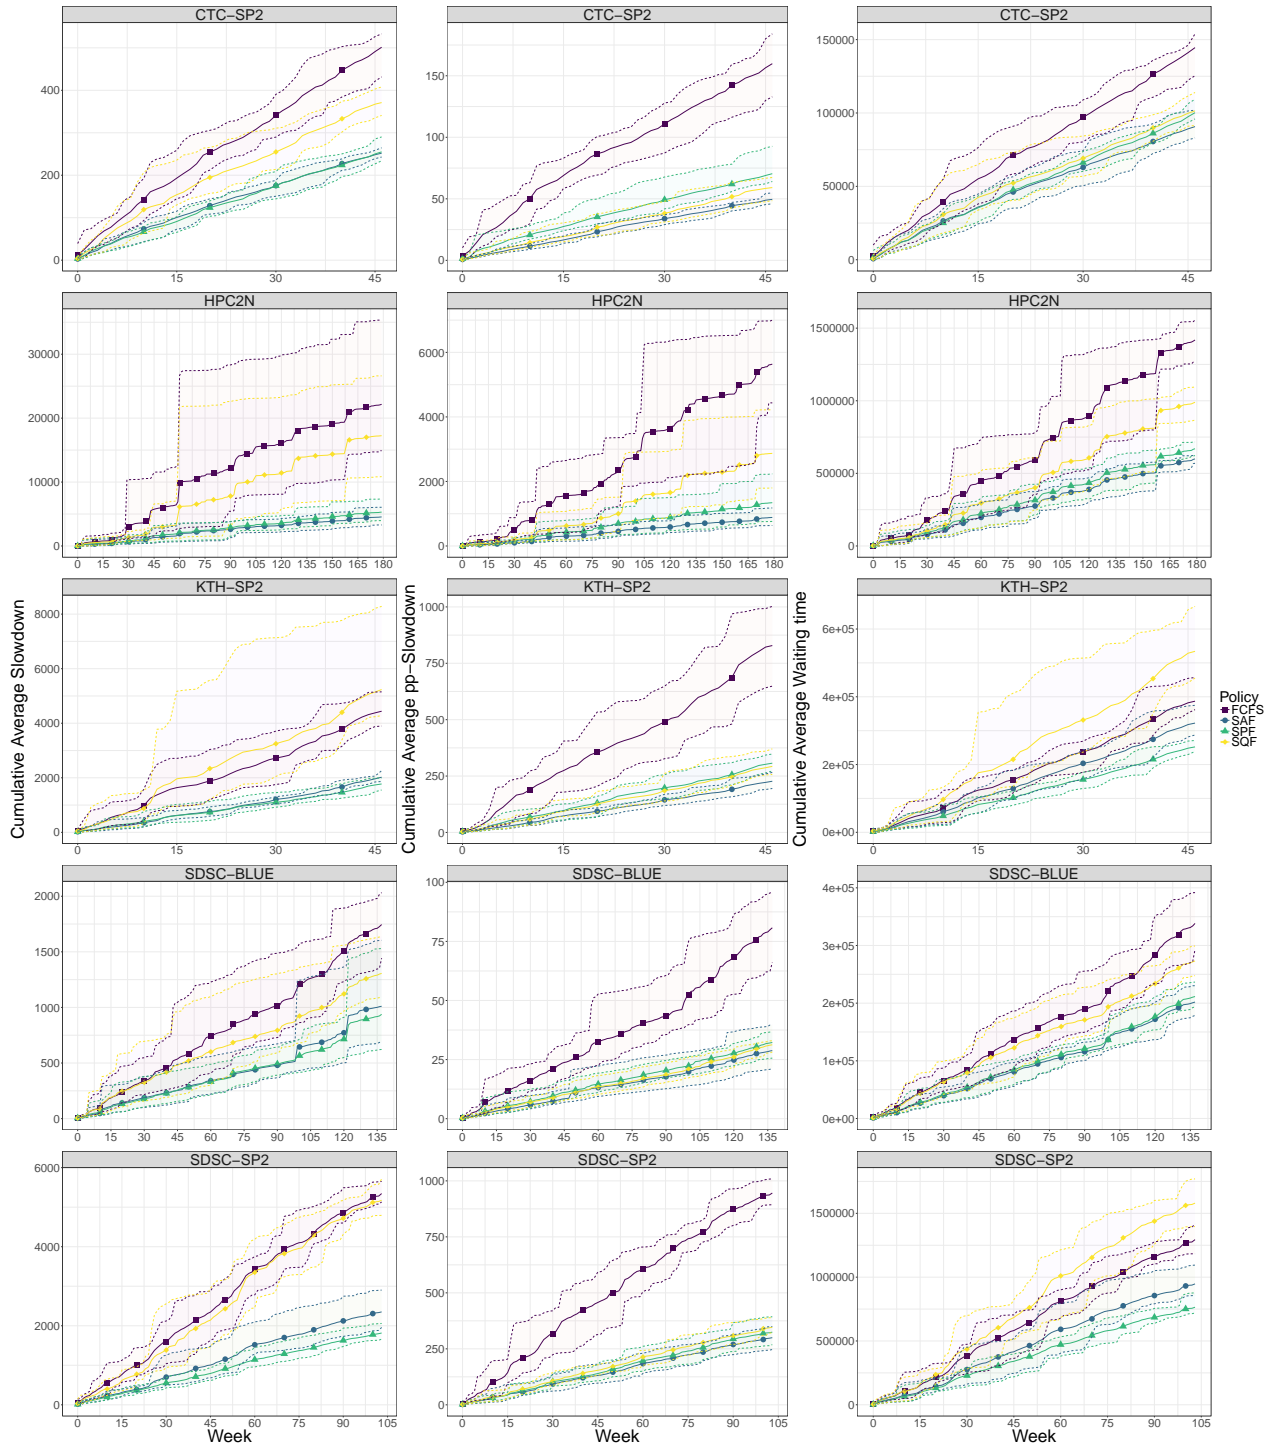 CTC−SP2
CTC−SP2
CTC−SP2
400
200
0
0 15 30 45
150
100
50
0
0 15 30 45
150000
100000
50000
0
0 15 30 45
HPC2N
HPC2N
HPC2N
30000
20000
10000
0
0 15 30 45 60 75 90 105 120 135 150 165 180
6000
4000
2000
0
0 15 30 45 60 75 90 105 120 135 150 165 180
1500000
1000000
500000
0
0 15 30 45 60 75 90 105 120 135 150 165 180
KTH−SP2
KTH−SP2
KTH−SP2
8000
6000
4000
2000
0
0 15 30 45
1000
750
500
250
0
0 15 30 45
6e+05
4e+05
2e+05
0e+00
0 15 30 45
Cumulative Average Slowdown
Cumulative Average pp−Slowdown
Cumulative Average Waiting time
Policy
FCFS
SAF
SPF
SQF
SDSC−BLUE
SDSC−BLUE
SDSC−BLUE
2000
1500
1000
500
0
0 15 30 45 60 75 90 105 120 135
100
75
50
25
0
0 15 30 45 60 75 90 105 120 135
4e+05
3e+05
2e+05
1e+05
0e+00
0 15 30 45 60 75 90 105 120 135
SDSC−SP2
SDSC−SP2
SDSC−SP2
6000
4000
2000
0
0 15 30 45 60 75 90 105
1000
750
500
250
0
0 15 30 45 60 75 90 105
1500000
1000000
500000
0
0 15 30 45 60 75 90 105
Week
Week
Week